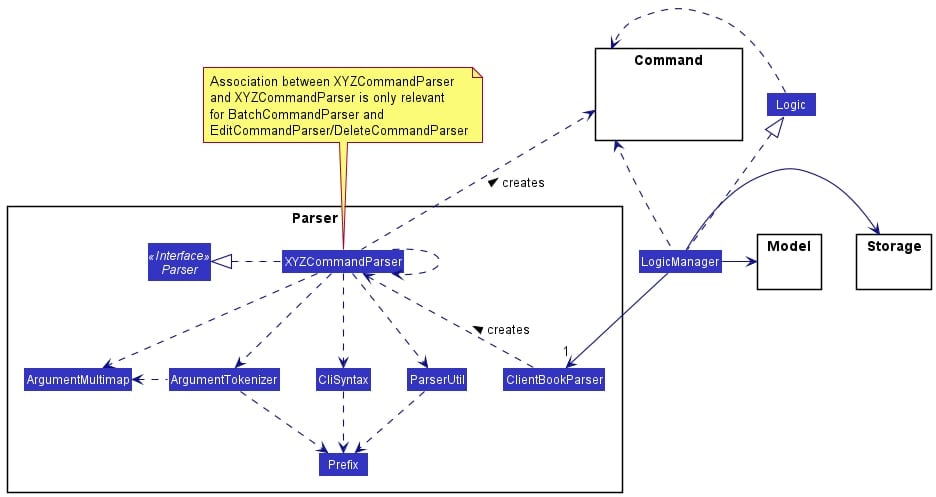 Command
Association between XYZCommandParser
and XYZCommandParser is only relevant
for BatchCommandParser and
EditCommandParser/DeleteCommandParser
Logic
creates
Parser
«Interface»
Parser
XYZCommandParser
LogicManager
Model
Storage
creates
1
ArgumentMultimap
ArgumentTokenizer
CliSyntax
ParserUtil
ClientBookParser
Prefix